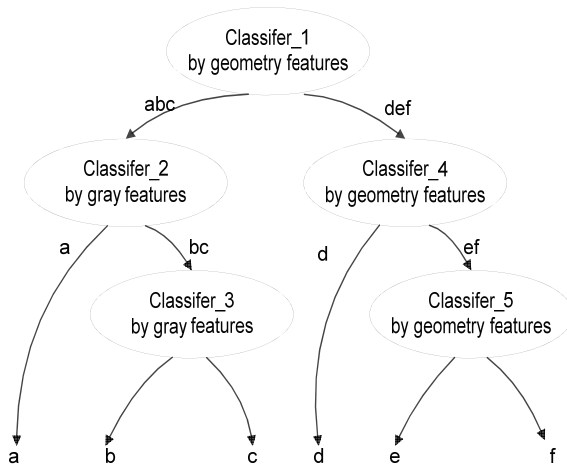 Classifer_1
by geometry features
abc
def
Classifer_2
by gray features
Classifer_4
by geometry features
a
bc
d
ef
Classifer_3
by gray features
Classifer_5
by geometry features
a
b
c
d
e
f